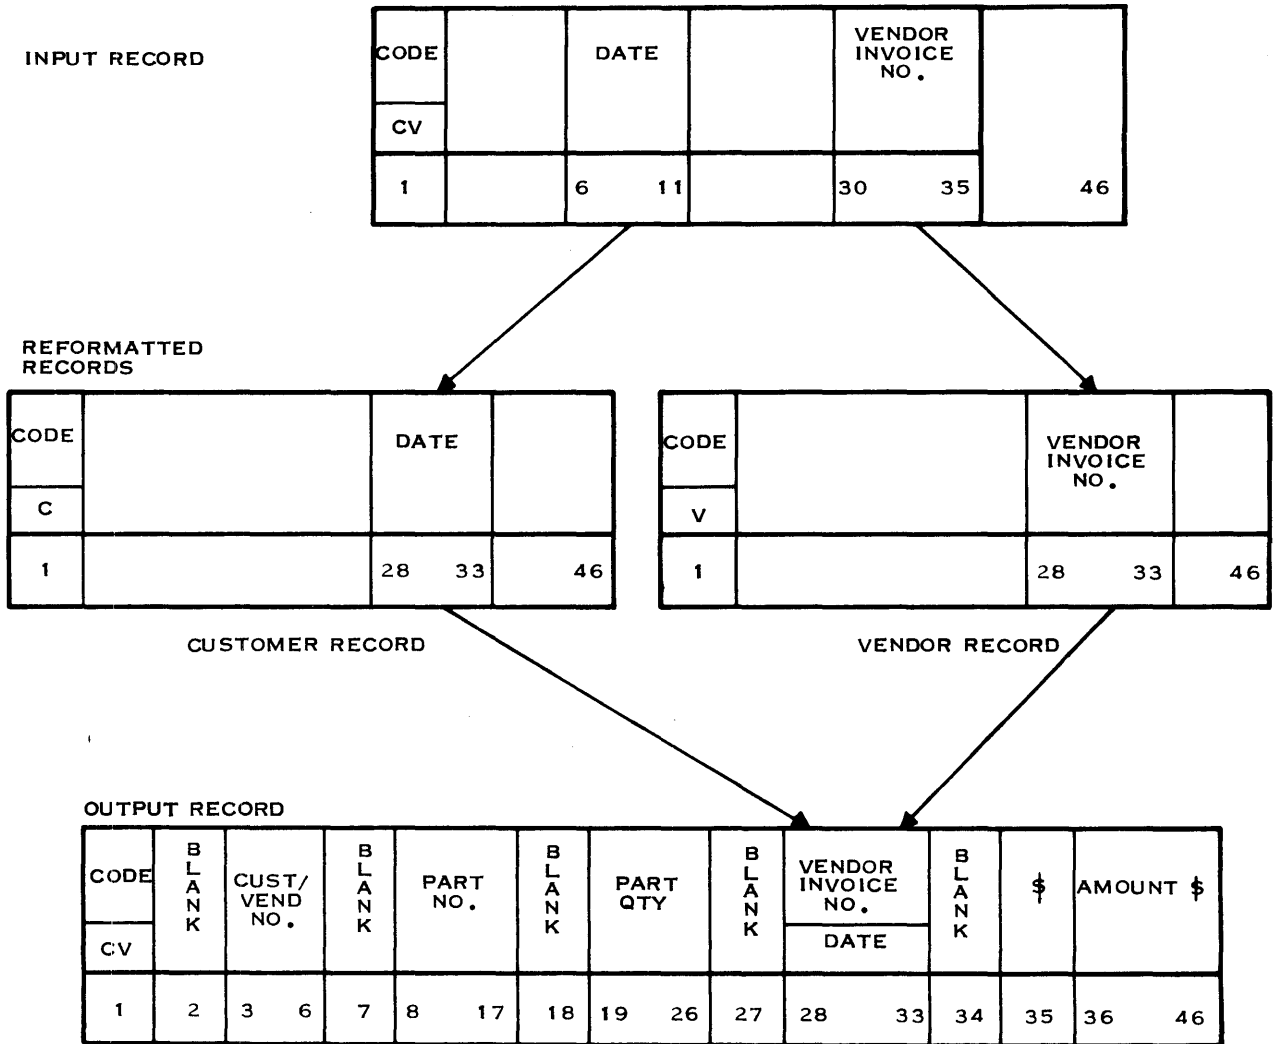 INPUT RECORD
CODE
DATE
VENDOR
INVOICE
NO.
CV
1 6 11 30 35 46
REFORMATTED
RECORDS
CODE
DATE
C
1 28 33 46
CUSTOMER RECORD
CODE
VENDOR
INVOICE
NO.
V
1 28 33 46
VENDOR RECORD
OUTPUT RECORD
CODE
CV
BLANK
CUST/
VEND
NO.
BLANK
PART
NO.
BLANK
PART
QTY
BLANK
VENDOR
INVOICE
NO.
DATE
BLANK
$
AMOUNT $
1 2 3 6 7 8 17 18 19 26 27 28 33 34 35 36 46